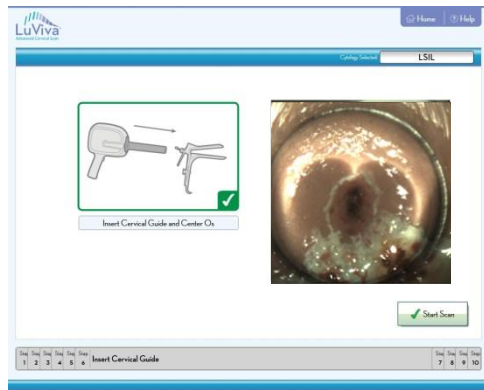 LuViva
Advanced Cervical Scan
Home
Help
Cytology Selected
LSIL
Insert Cervical Guide and Center Os
Start Scan
Step 1 Step 2 Step 3 Step 4 Step 5 Step 6 Insert Cervical Guide Step 7 Step 8 Step 9 Step 10